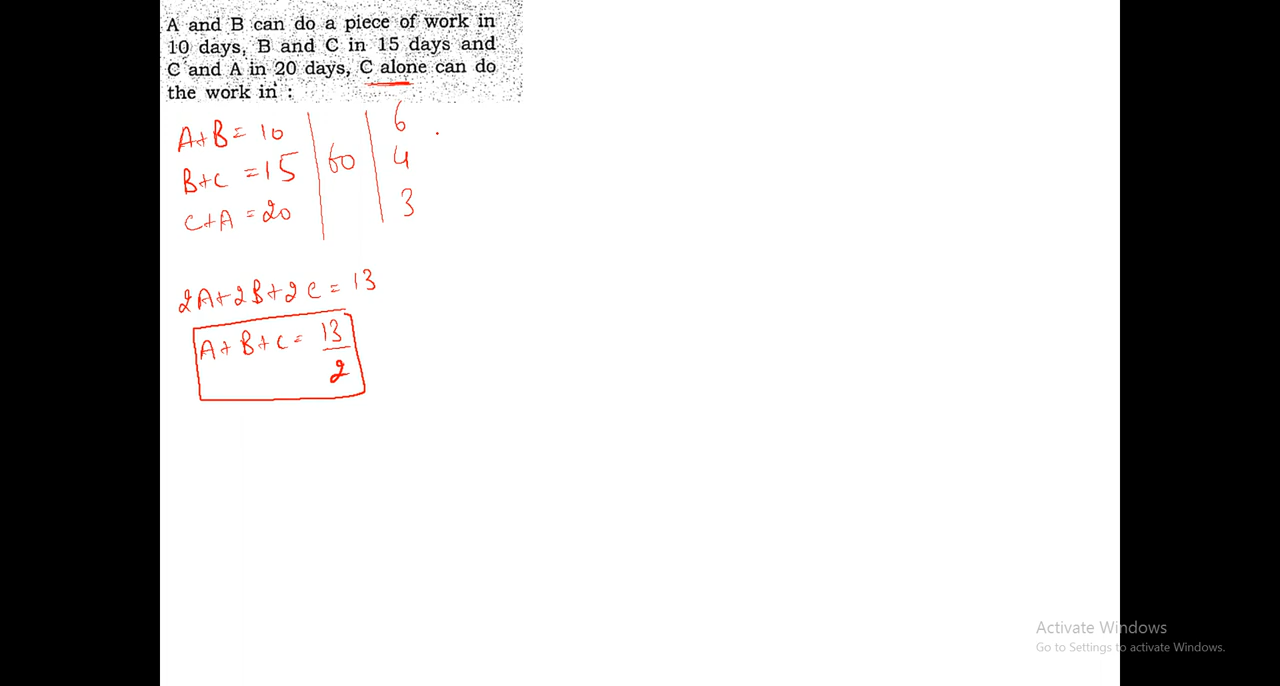 A and B can do a piece of work in
10 days, B and C in 15 days and
C and A in 20 days, C alone can do
the work in :
A+B= 10
B+C =15
C+A =20
60
6
4
3
2A+2B+2C= 13
A+B+C= 13/2
Activate Windows
Go to Settings to activate Windows.